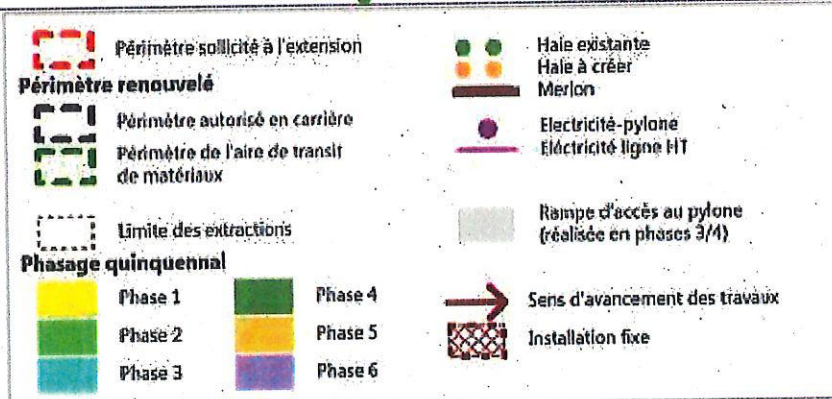 Périmètre sollicité à l'extension
Périmètre renouvelé
Périmètre autorisé en carrière
Périmètre de l'aire de transit
de matériaux
Limite des extractions
Phasage quinquennal
Phase 1
Phase 2
Phase 3
Phase 4
Phase 5
Phase 6
Haie existante
Haie à créer
Merlon
Electricité-pylone
Eléctricité ligne HT
Rampe d'accès au pylone
(réalisée en phases 3/4)
Sens d'avancement des travaux
Installation fixe